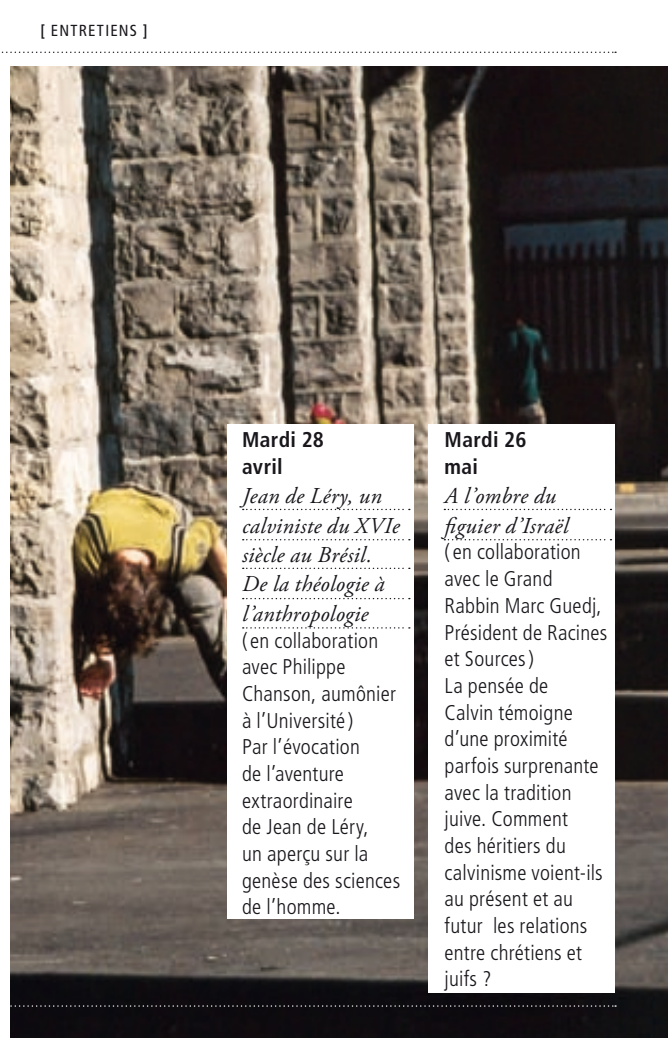 [ ENTRETIENS ]
Mardi 28
avril
Jean de Léry, un
calviniste du XVIe
siècle au Brésil.
De la théologie à
l’anthropologie
(en collaboration
avec Philippe
Chanson, aumônier
à l’Université)
Par l’évocation
de l’aventure
extraordinaire
de Jean de Léry,
un aperçu sur la
genèse des sciences
de l’homme.
Mardi 26
mai
A l’ombre du
figuier d’Israël
(en collaboration
avec le Grand
Rabbin Marc Guedj,
Président de Racines
et Sources)
La pensée de
Calvin témoigne
d’une proximité
parfois surprenante
avec la tradition
juive. Comment
des héritiers du
calvinisme voient-ils
au présent et au
futur  les relations
entre chrétiens et
juifs ?